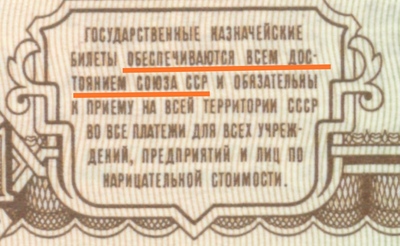 ГОСУДАРСТВЕННЫЕ КАЗНАЧЕЙСКИЕ
БИЛЕТЫ ОБЕСПЕЧИВАЮТСЯ ВСЕМ ДОС-
ТОЯНИЕМ СОЮЗА ССР И ОБЯЗАТЕЛЬНЫ
К ПРИЕМУ НА ВСЕЙ ТЕРРИТОРИИ СССР
ВО ВСЕ ПЛАТЕЖИ ДЛЯ ВСЕХ УЧРЕЖ-
ДЕНИЙ, ПРЕДПРИЯТИЙ И ЛИЦ ПО
НАРИЦАТЕЛЬНОЙ СТОИМОСТИ.